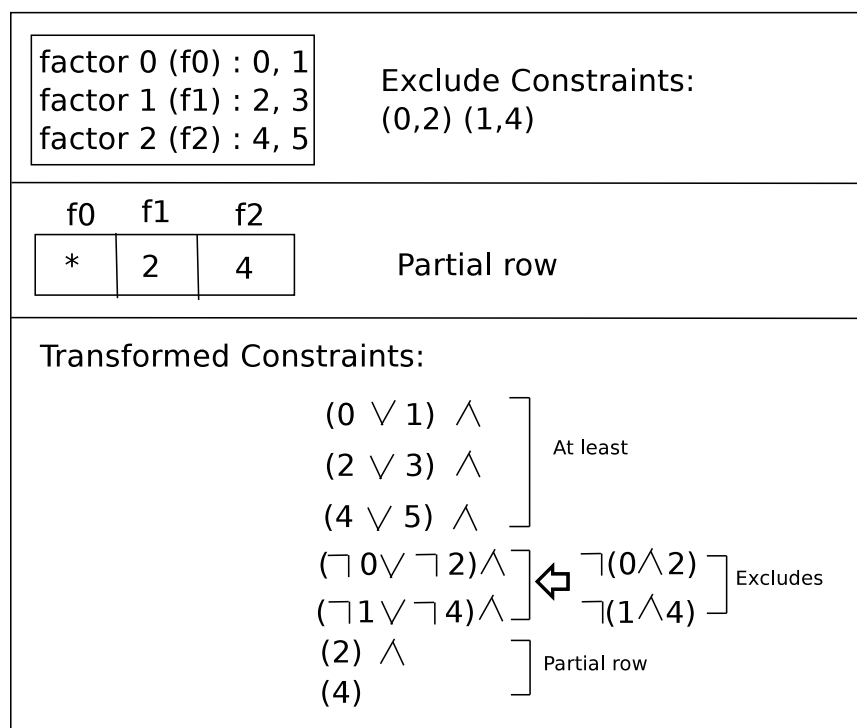 factor 0 (f0) : 0, 1
factor 1 (f1) : 2, 3
factor 2 (f2) : 4, 5
Exclude Constraints:
(0,2) (1,4)
f0 f1 f2
* 2 4
Partial row
Transformed Constraints:
(0 ∨ 1) ∧
(2 ∨ 3) ∧
At least
(4 ∨ 5) ∧
(¬0∨ ¬2)∧ ¬(0∧2)
Excludes
(¬1∨¬4)∧ ¬(1∧4)
(2) ∧
Partial row
(4)